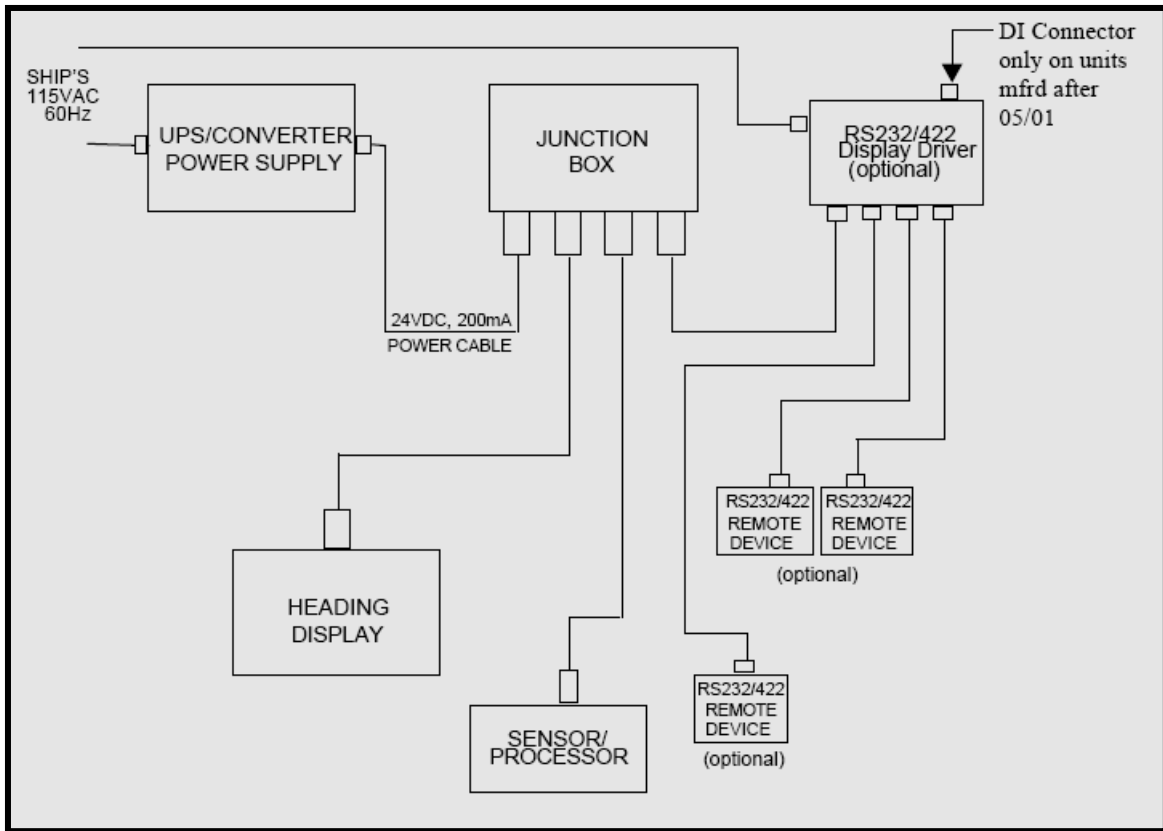 SHIP'S
115VAC
60Hz
UPS/CONVERTER
POWER SUPPLY
JUNCTION
BOX
RS232/422
Display Driver
(optional)
DI Connector
only on units
mfrd after
05/01
24VDC, 200mA
POWER CABLE
HEADING
DISPLAY
SENSOR/
PROCESSOR
RS232/422
REMOTE
DEVICE
RS232/422
REMOTE
DEVICE
(optional)
RS232/422
REMOTE
DEVICE
(optional)